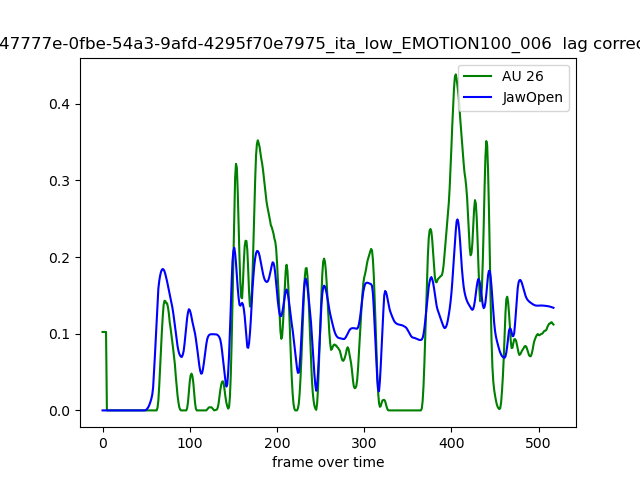 47777e-0fbe-54a3-9afd-4295f70e7975_ita_low_EMOTION100_006 lag correc
AU 26
JawOpen
0.4
0.3
0.2
0.1
0.0
0 100 200 300 400 500
frame over time